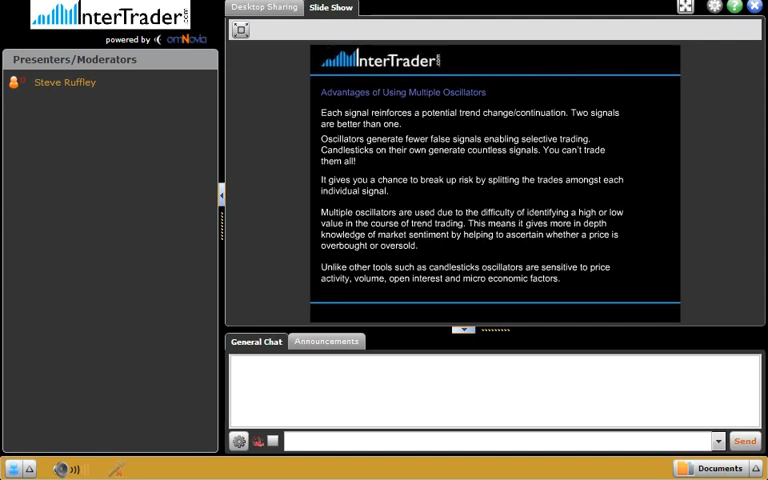 InterTrader.com
powered by omNovia
Presenters/Moderators
Steve Ruffley
Desktop Sharing
Slide Show
InterTrader.com
Advantages of Using Multiple Oscillators
Each signal reinforces a potential trend change/continuation. Two signals
are better than one.
Oscillators generate fewer false signals enabling selective trading.
Candlesticks on their own generate countless signals. You can't trade
them all!
It gives you a chance to break up risk by splitting the trades amongst each
individual signal.
Multiple oscillators are used due to the difficulty of identifying a high or low
value in the course of trend trading. This means it gives more in depth
knowledge of market sentiment by helping to ascertain whether a price is
overbought or oversold.
Unlike other tools such as candlesticks oscillators are sensitive to price
activity, volume, open interest and micro economic factors.
General Chat
Announcements
Send
Documents